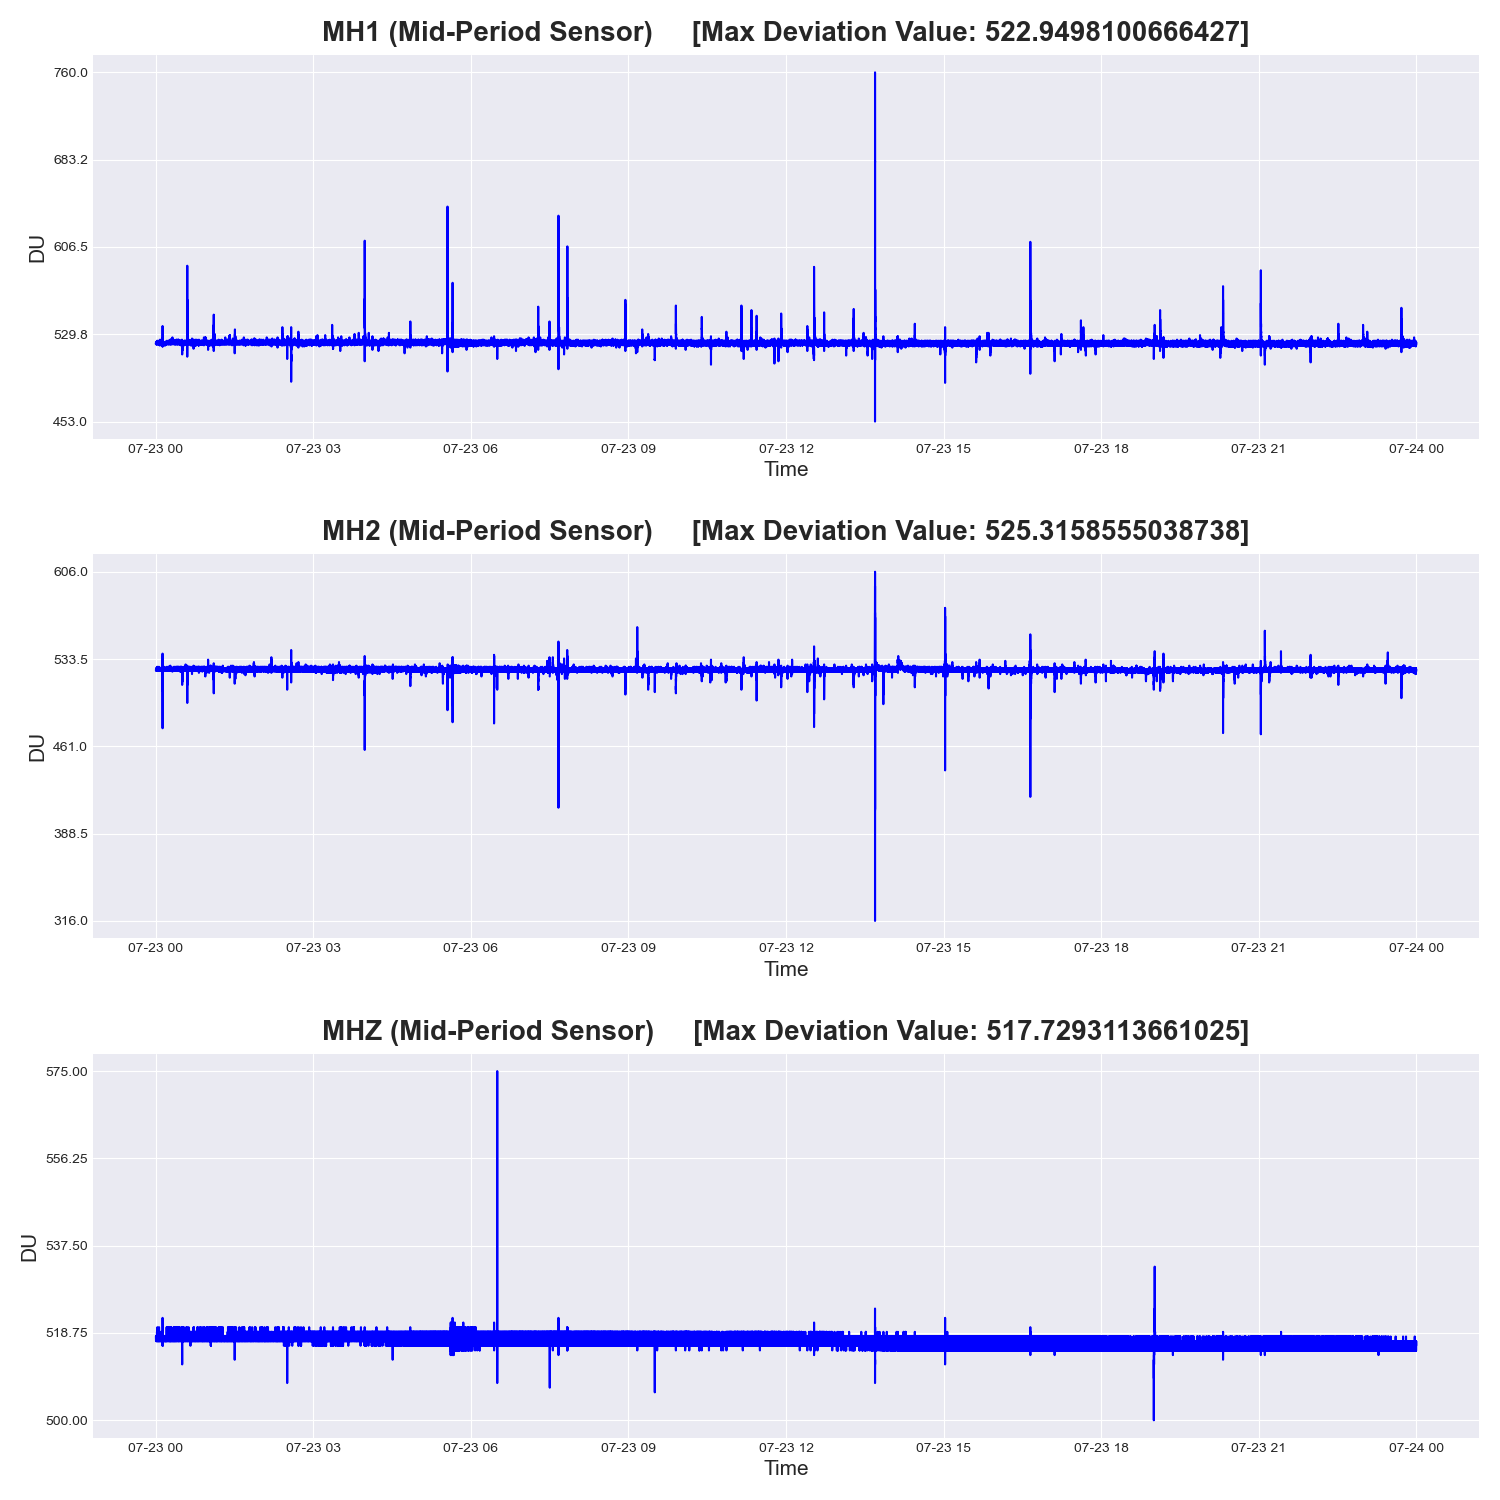 MH1 (Mid-Period Sensor) [Max Deviation Value: 522.9498100666427]
760.0
683.2
606.5
529.8
453.0
DU
07-23 00 07-23 03 07-23 06 07-23 09 07-23 12 07-23 15 07-23 18 07-23 21 07-24 00
Time
MH2 (Mid-Period Sensor) [Max Deviation Value: 525.3158555038738]
606.0
533.5
461.0
388.5
316.0
DU
07-23 00 07-23 03 07-23 06 07-23 09 07-23 12 07-23 15 07-23 18 07-23 21 07-24 00
Time
MHZ (Mid-Period Sensor) [Max Deviation Value: 517.7293113661025]
575.00
556.25
537.50
518.75
500.00
DU
07-23 00 07-23 03 07-23 06 07-23 09 07-23 12 07-23 15 07-23 18 07-23 21 07-24 00
Time